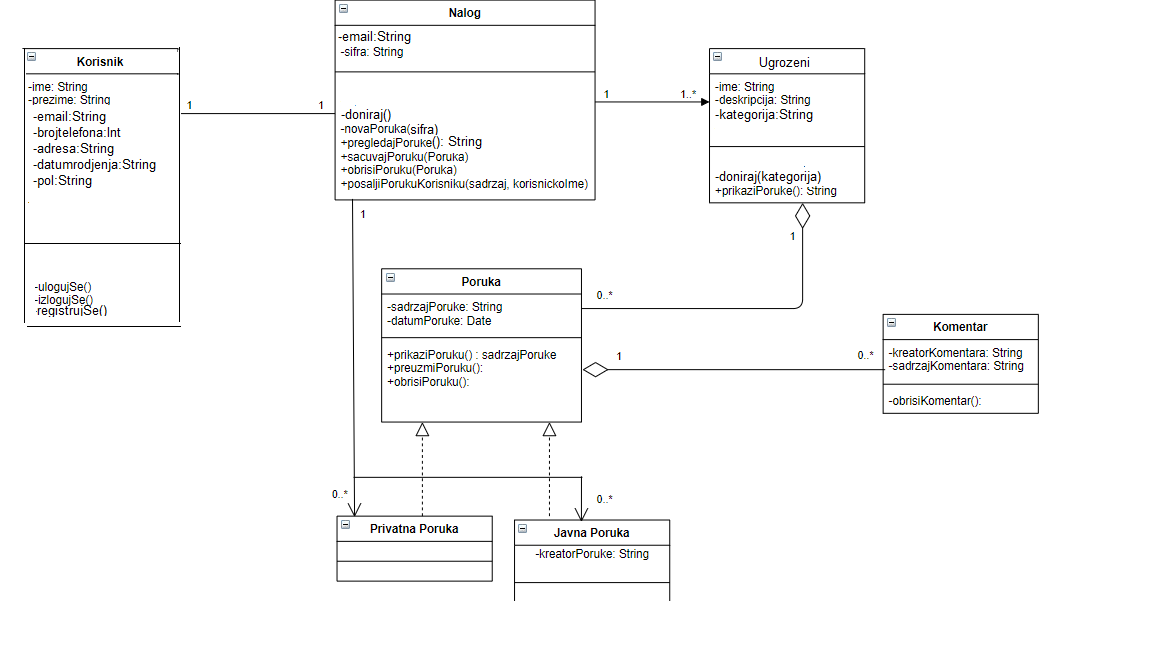 Korisnik
-ime: String
-prezime: String
-email:String
-brojtelefona:Int
-adresa:String
-datumrodjenja:String
-pol:String
-ulogujSe()
-izlogujSe()
-registrujSe()
1
1
Nalog
-email:String
-sifra: String
-doniraj()
-novaPoruka(sifra)
+pregledajPoruke(): String
+sacuvajPoruku(Poruka)
+obrisiPoruku(Poruka)
+posaljiPorukuKorisniku(sadrzaj, korisnickoIme)
1
1..*
Ugrozeni
-ime: String
-deskripcija: String
-kategorija:String
-doniraj(kategorija)
+prikaziPoruke(): String
1
1
0..*
Poruka
-sadrzajPoruke: String
-datumPoruke: Date
+prikaziPoruku() : sadrzajPoruke
+preuzmiPoruku():
+obrisiPoruku():
1
0..*
Komentar
-kreatorKomentara: String
-sadrzajKomentara: String
-obrisiKomentar():
0..*
0..*
Privatna Poruka
Javna Poruka
-kreatorPoruke: String